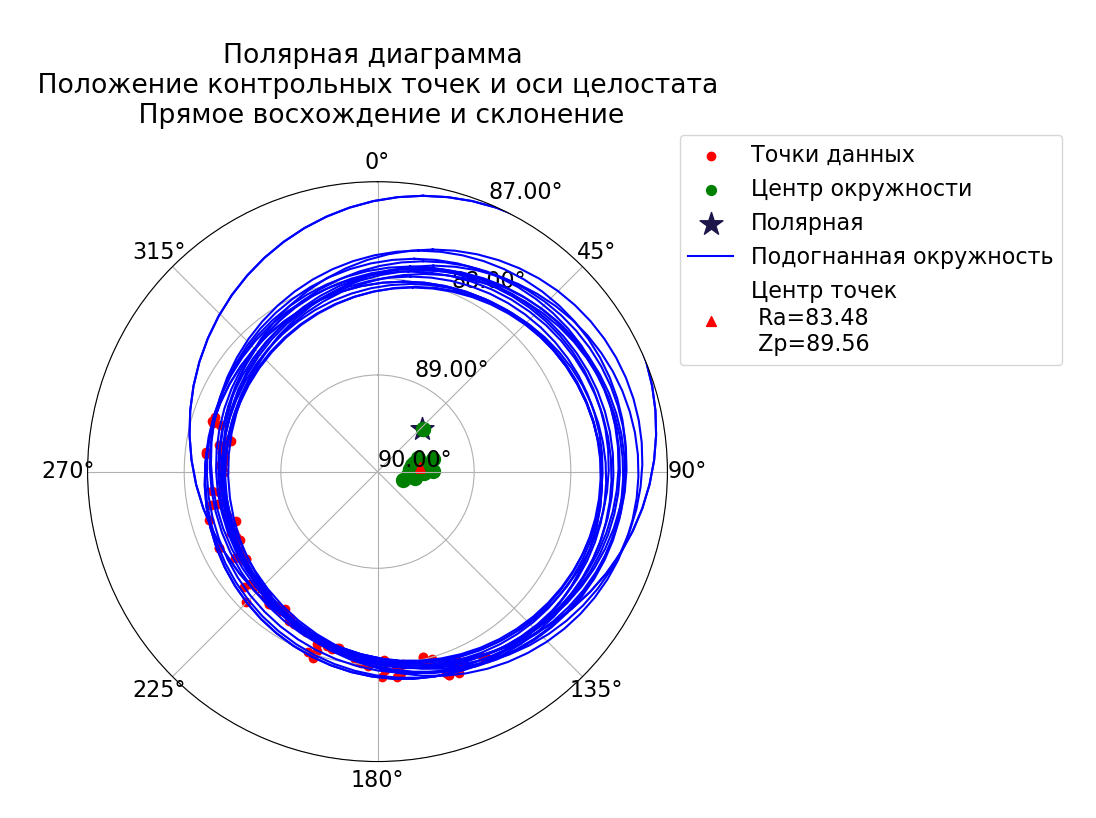 Полярная диаграмма
Положение контрольных точек и оси целостата
Прямое восхождение и склонение
Точки данных
Центр окружности
Полярная
Подогнанная окружность
Центр точек
Ra=83.48
Zp=89.56
0°
87.00°
315°
45°
88.00°
89.00°
90.00°
270°
90°
225°
135°
180°